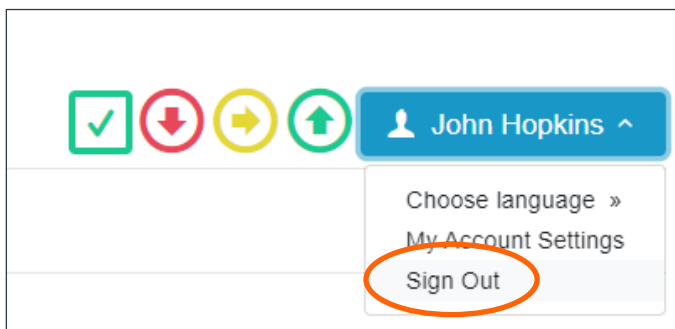 John Hopkins
Choose language »
My Account Settings
Sign Out